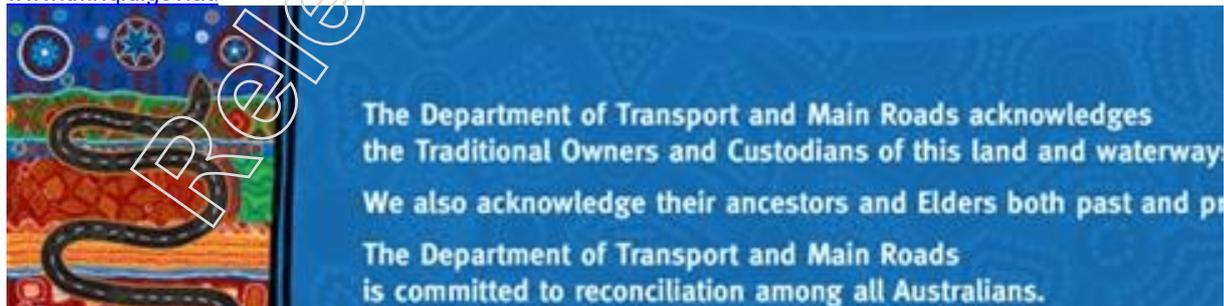 The Department of Transport and Main Roads acknowledges
the Traditional Owners and Custodians of this land and waterway
We also acknowledge their ancestors and Elders both past and pr
The Department of Transport and Main Roads
is committed to reconciliation among all Australians.
Rele